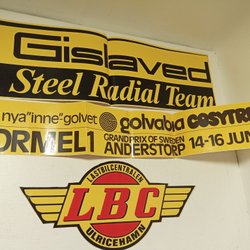 Gislaved
Steel Radial Team
nya"inne"golvet golvabia COSYTR
ORMEL1 GRAND PRIX OF SWEDEN ANDERSTORP 14-16 JUN
LASTBILCENTRALEN
LBC
ULRICEHAMN